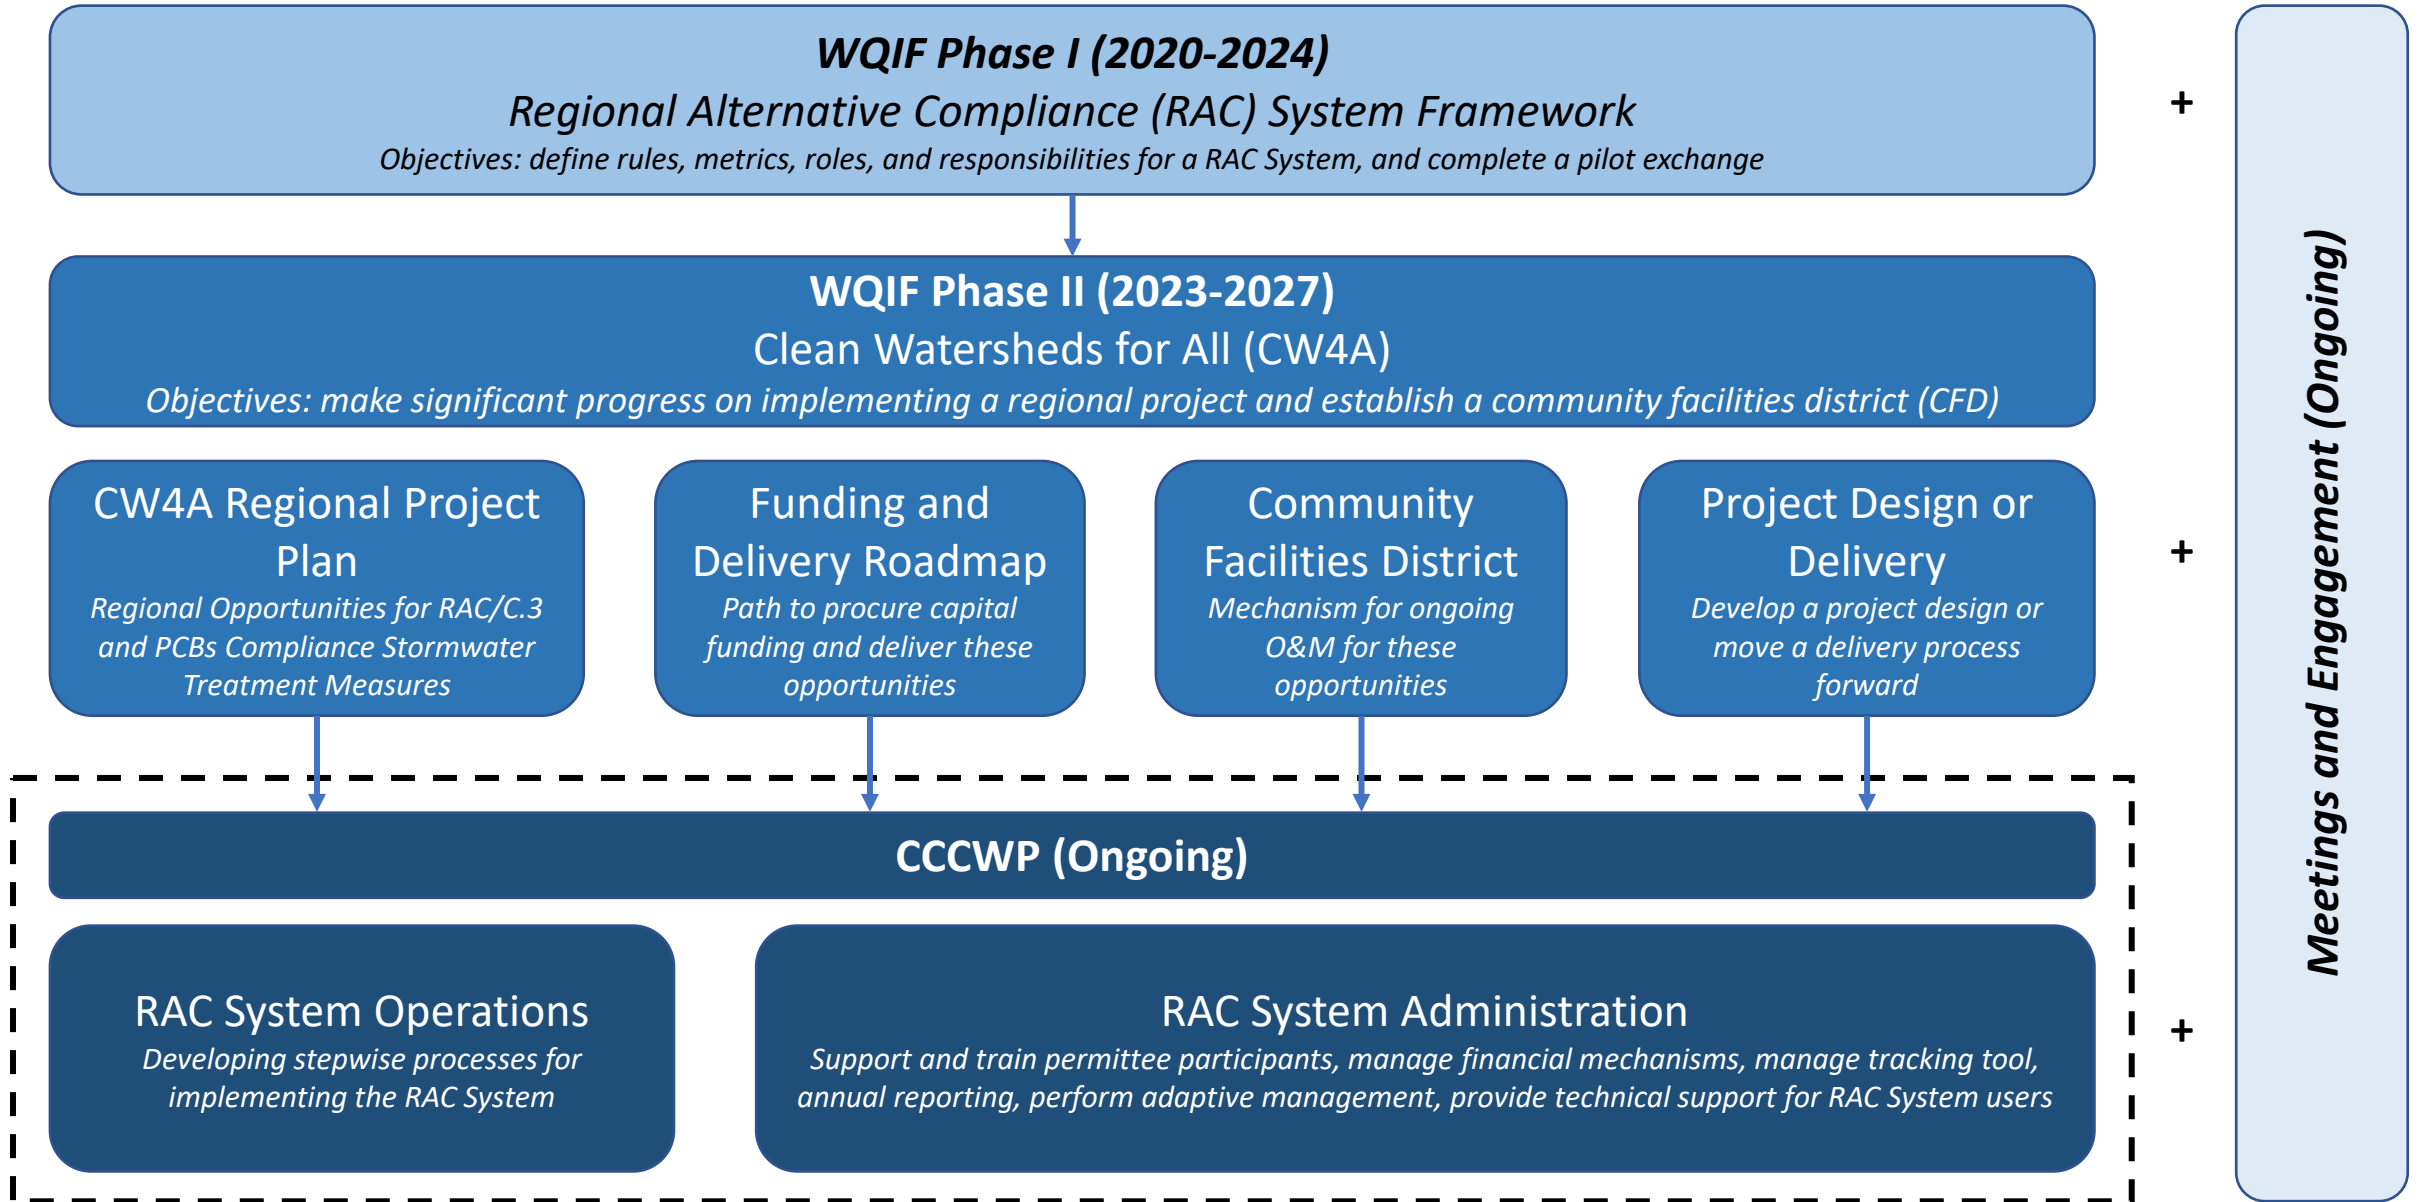 WQIF Phase I (2020-2024)
Regional Alternative Compliance (RAC) System Framework
Objectives: define rules, metrics, roles, and responsibilities for a RAC System, and complete a pilot exchange
+
WQIF Phase II (2023-2027)
Clean Watersheds for All (CW4A)
Objectives: make significant progress on implementing a regional project and establish a community facilities district (CFD)
CW4A Regional Project
Plan
Regional Opportunities for RAC/C.3
and PCBs Compliance Stormwater
Treatment Measures
Funding and
Delivery Roadmap
Path to procure capital
funding and deliver these
opportunities
Community
Facilities District
Mechanism for ongoing
O&M for these
opportunities
Project Design or
Delivery
Develop a project design or
move a delivery process
forward
+
CCCWP (Ongoing)
RAC System Operations
Developing stepwise processes for
implementing the RAC System
RAC System Administration
Support and train permittee participants, manage financial mechanisms, manage tracking tool,
annual reporting, perform adaptive management, provide technical support for RAC System users
+
Meetings and Engagement (Ongoing)